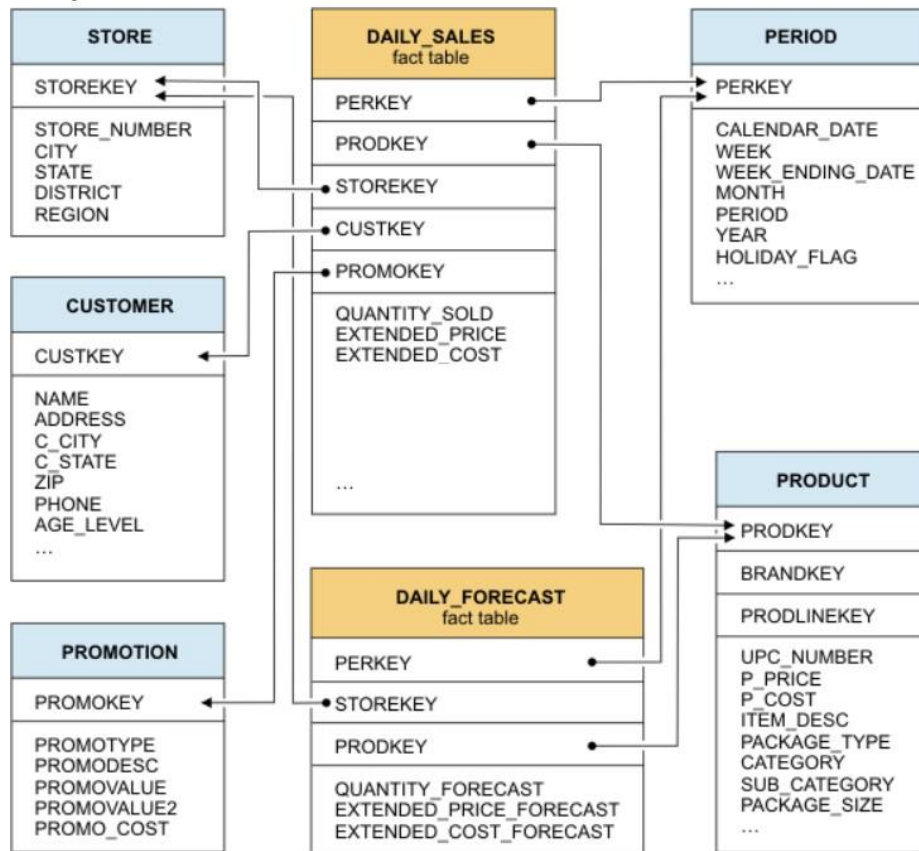 STORE
STOREKEY
STORE_NUMBER
CITY
STATE
DISTRICT
REGION
DAILY_SALES
fact table
PERKEY
PRODKEY
STOREKEY
CUSTKEY
PROMOKEY
QUANTITY_SOLD
EXTENDED_PRICE
EXTENDED_COST
...
PERIOD
PERKEY
CALENDAR_DATE
WEEK
WEEK_ENDING_DATE
MONTH
PERIOD
YEAR
HOLIDAY_FLAG
...
CUSTOMER
CUSTKEY
NAME
ADDRESS
C_CITY
C_STATE
ZIP
PHONE
AGE_LEVEL
...
PROMOTION
PROMOKEY
PROMOTYPE
PROMODESC
PROMOVALUE
PROMOVALUE2
PROMO_COST
DAILY_FORECAST
fact table
PERKEY
STOREKEY
PRODKEY
QUANTITY_FORECAST
EXTENDED_PRICE_FORECAST
EXTENDED_COST_FORECAST
PRODUCT
PRODKEY
BRANDKEY
PRODLINEKEY
UPC_NUMBER
P_PRICE
P_COST
ITEM_DESC
PACKAGE_TYPE
CATEGORY
SUB_CATEGORY
PACKAGE_SIZE
...